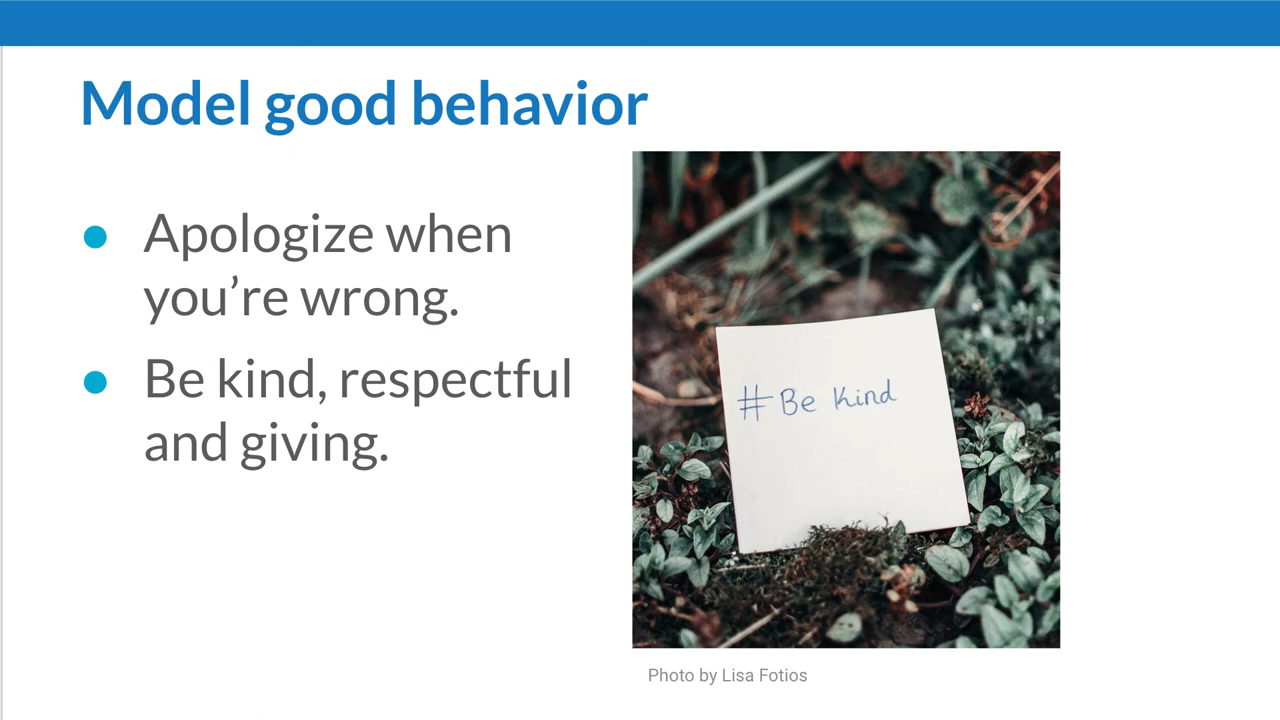 Model good behavior
● Apologize when
you’re wrong.
● Be kind, respectful
and giving.
#Be Kind
Photo by Lisa Fotios